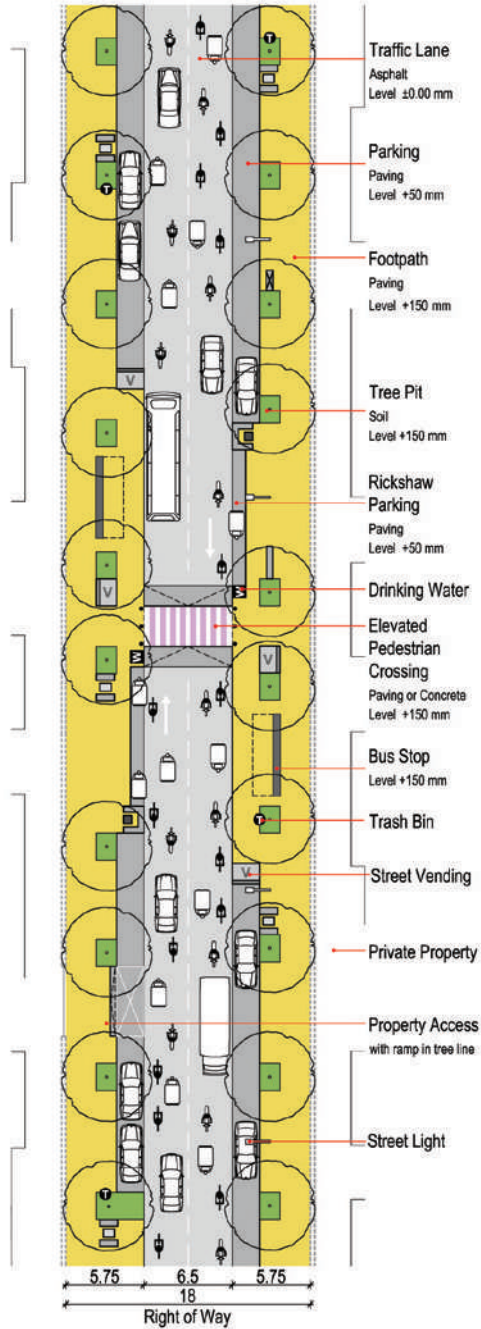 Traffic Lane
Asphalt
Level ±0.00 mm
Parking
Paving
Level +50 mm
Footpath
Paving
Level +150 mm
Tree Pit
Soil
Level +150 mm
Rickshaw
Parking
Paving
Level +50 mm
Drinking Water
Elevated
Pedestrian
Crossing
Paving or Concrete
Level +150 mm
Bus Stop
Level +150 mm
Trash Bin
Street Vending
Private Property
Property Access
with ramp in tree line
Street Light
T
T
V
W
V
W
V
T
V
T
5.75 6.5 5.75
18
Right of Way